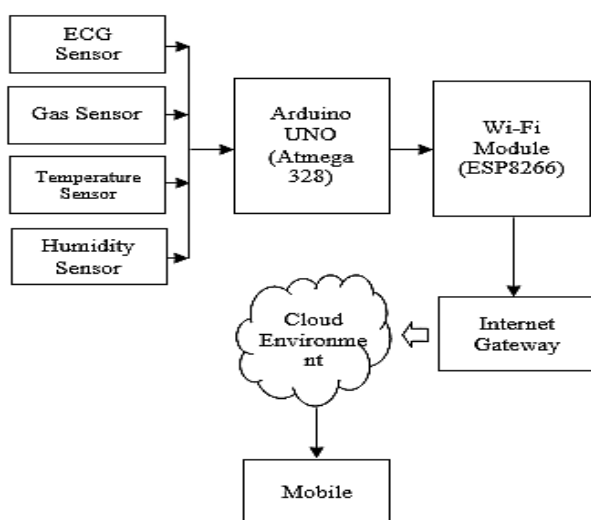 ECG
Sensor
Gas Sensor
Temperature
Sensor
Humidity
Sensor
Arduino
UNO
(Atmega
328)
Wi-Fi
Module
(ESP8266)
Internet
Gateway
Cloud
Environme
nt
Mobile